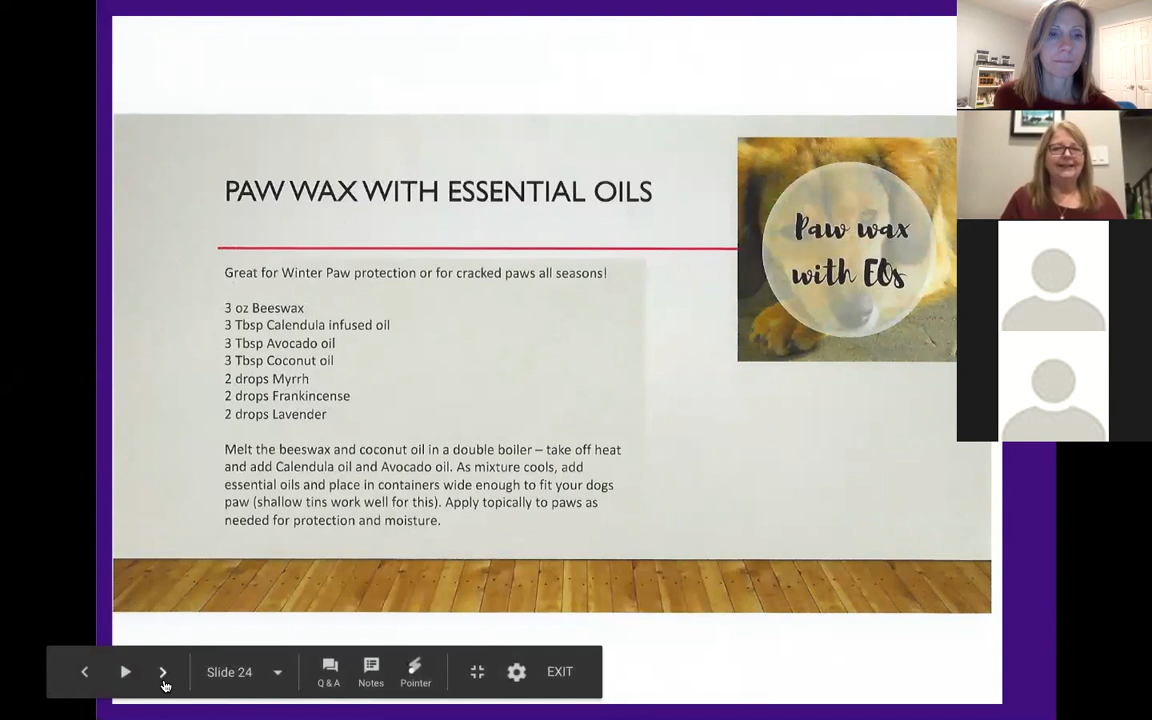 PAW WAX WITH ESSENTIAL OILS
Paw wax
with EOs
Great for Winter Paw protection or for cracked paws all seasons!
3 oz Beeswax
3 Tbsp Calendula infused oil
3 Tbsp Avocado oil
3 Tbsp Coconut oil
2 drops Myrrh
2 drops Frankincense
2 drops Lavender
Melt the beeswax and coconut oil in a double boiler – take off heat
and add Calendula oil and Avocado oil. As mixture cools, add
essential oils and place in containers wide enough to fit your dogs
paw (shallow tins work well for this). Apply topically to paws as
needed for protection and moisture.
Slide 24
Q & A
Notes
Pointer
EXIT